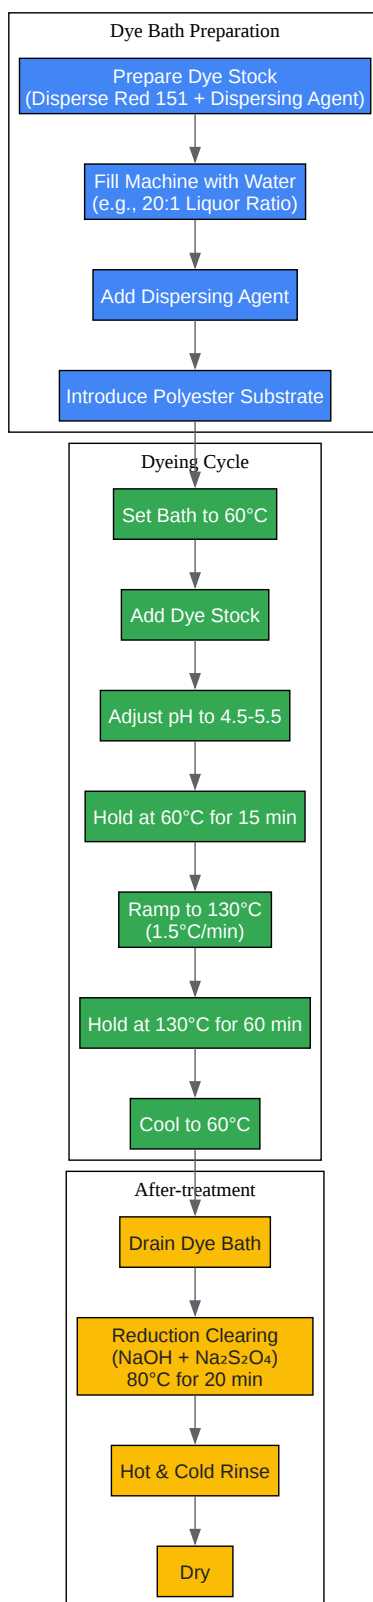 Dye Bath Preparation
Prepare Dye Stock
(Disperse Red 151 + Dispersing Agent)
Fill Machine with Water
(e.g., 20:1 Liquor Ratio)
Add Dispersing Agent
Introduce Polyester Substrate
Dyeing Cycle
Set Bath to 60°C
Add Dye Stock
Adjust pH to 4.5-5.5
Hold at 60°C for 15 min
Ramp to 130°C
(1.5°C/min)
Hold at 130°C for 60 min
Cool to 60°C
After-treatment
Drain Dye Bath
Reduction Clearing
(NaOH + Na₂S₂O₄)
80°C for 20 min
Hot & Cold Rinse
Dry